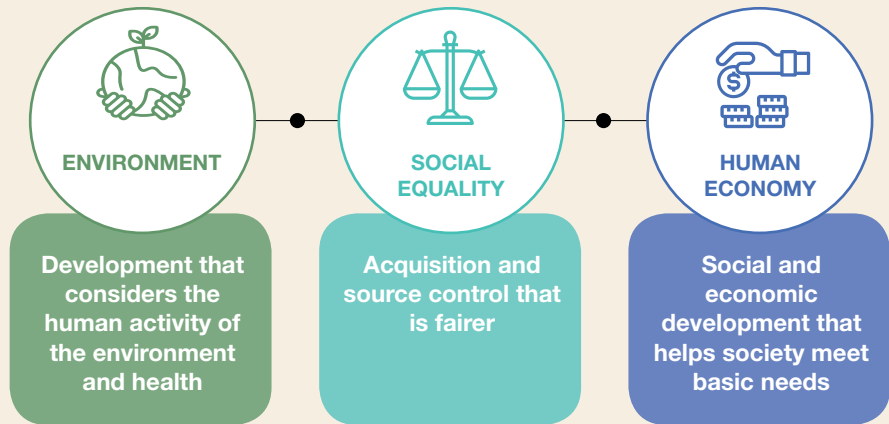 ENVIRONMENT
Development that
considers the
human activity of
the environment
and health
SOCIAL
EQUALITY
Acquisition and
source control that
is fairer
$
HUMAN
ECONOMY
Social and
economic
development that
helps society meet
basic needs